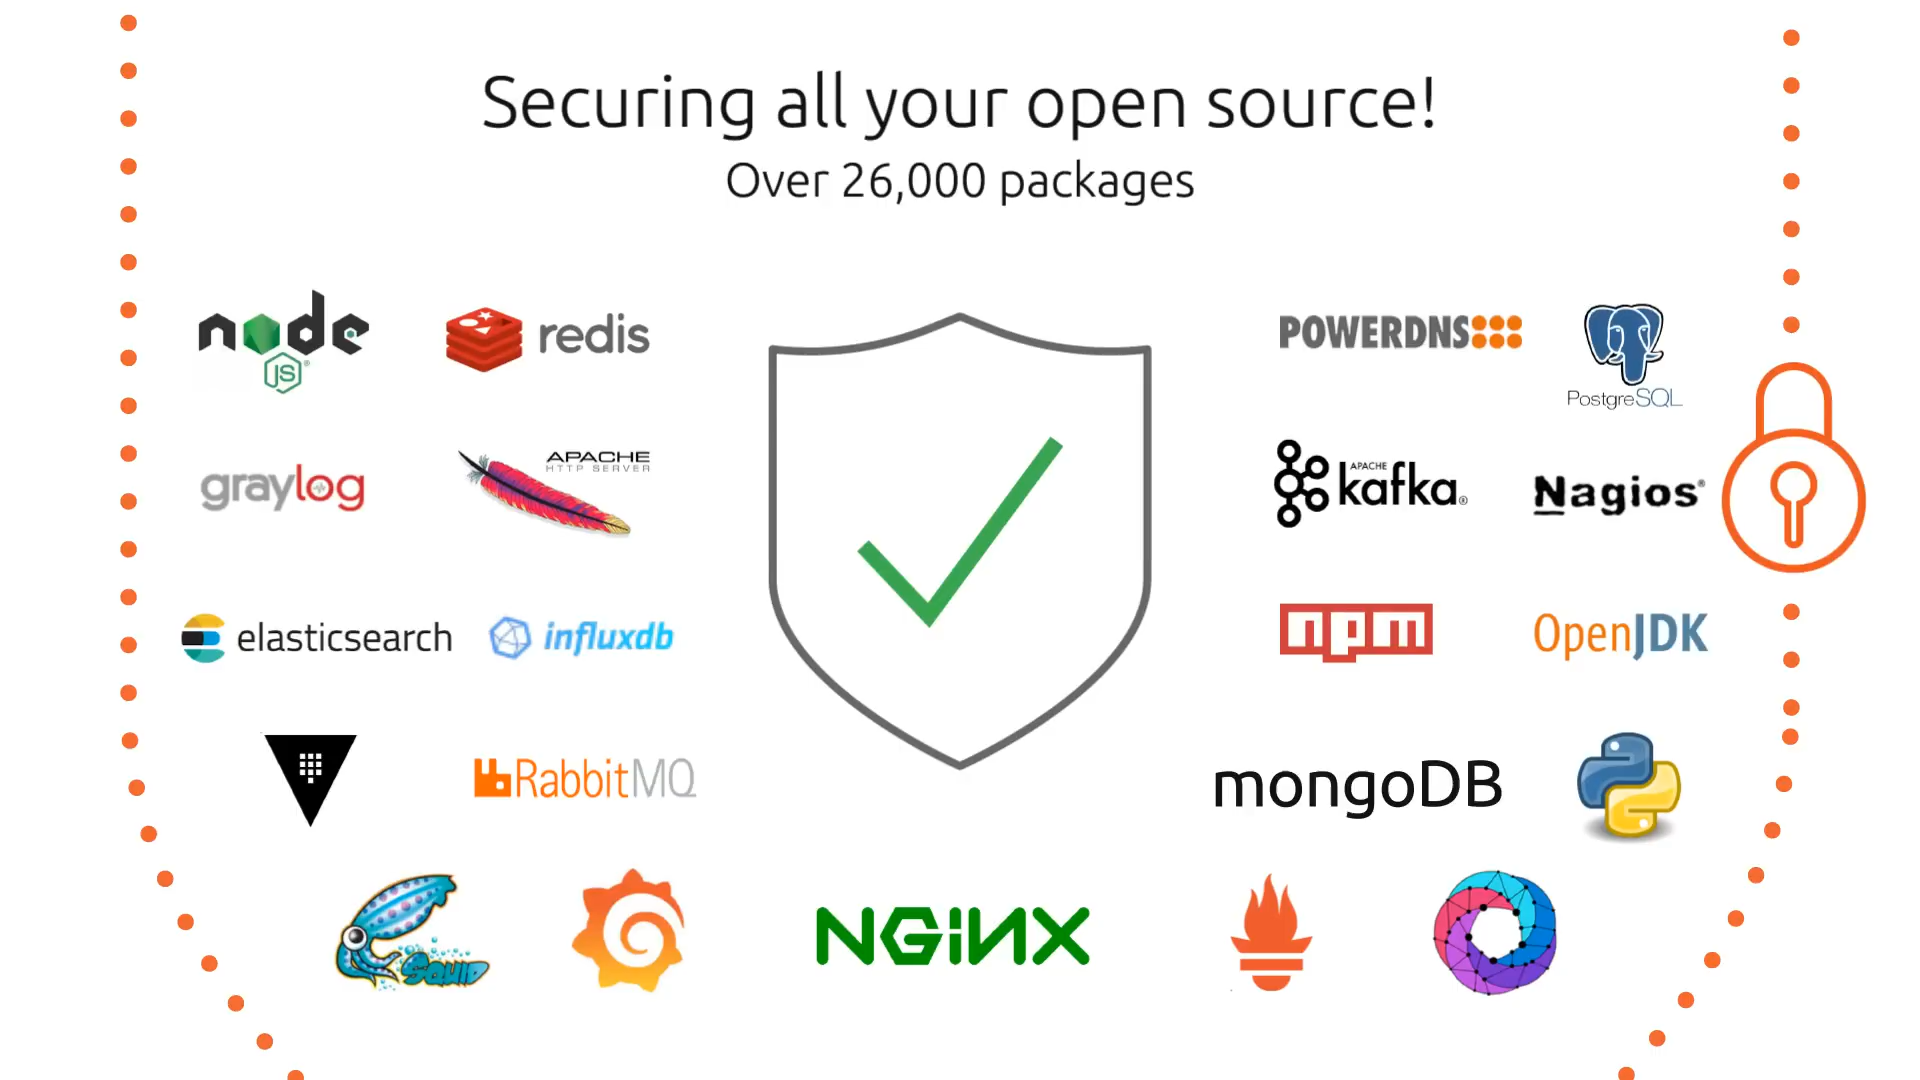 Securing all your open source!
Over 26,000 packages
node
JS®
redis
POWERDNS
PostgreSQL
graylog
APACHE
HTTP SERVER
APACHE
kafka®
Nagios®
elasticsearch
influxdb
npm
OpenJDK
RabbitMQ
mongoDB
SQUID
NGINX